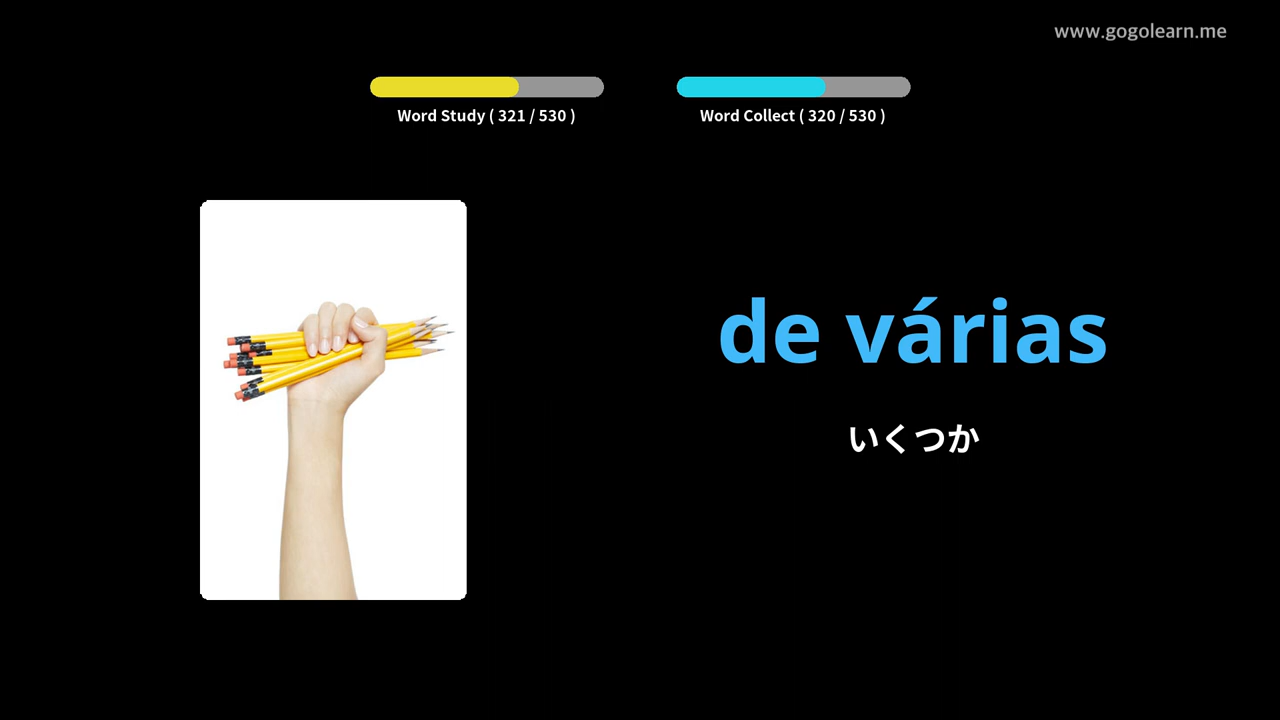 www.gogolearn.me
Word Study ( 321 / 530 )
Word Collect ( 320 / 530 )
de várias
いくつか